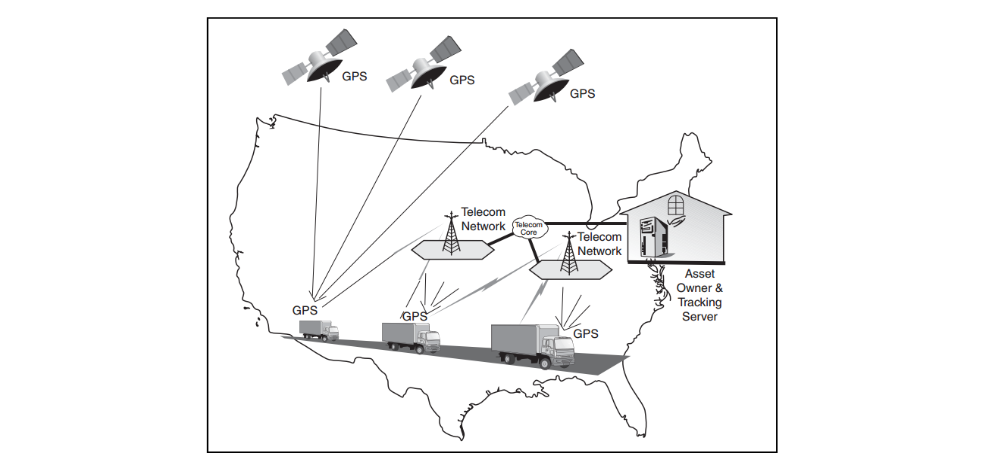 GPS
GPS
GPS
Telecom
Network
Telecom
Core
Telecom
Network
Asset
Owner &
Tracking
Server
GPS
GPS
GPS